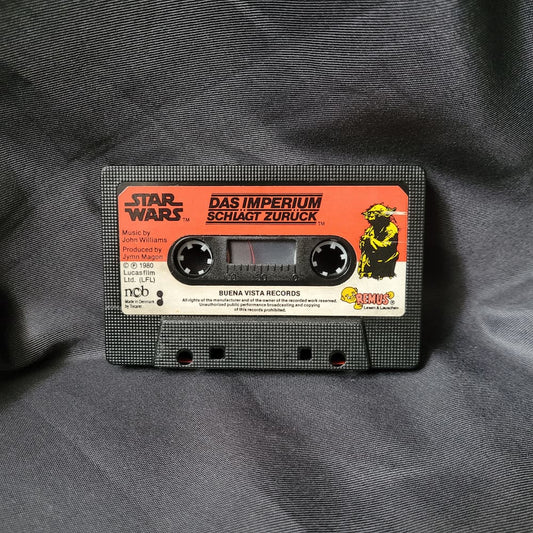 STAR
WARS TM
DAS IMPERIUM
SCHLÄGT ZURÜCK TM
Music by
John Williams
Produced by
Jymn Magon
© ℗ 1980
Lucasfilm
Ltd. (LFL)
ncb
Made in Denmark
by Tocano
BUENA VISTA RECORDS
All rights of the manufacturer and of the owner of the recorded work reserved.
Unauthorized public performance broadcasting and copying
of this records prohibited.
REMUS®
Lesen & Lauschen